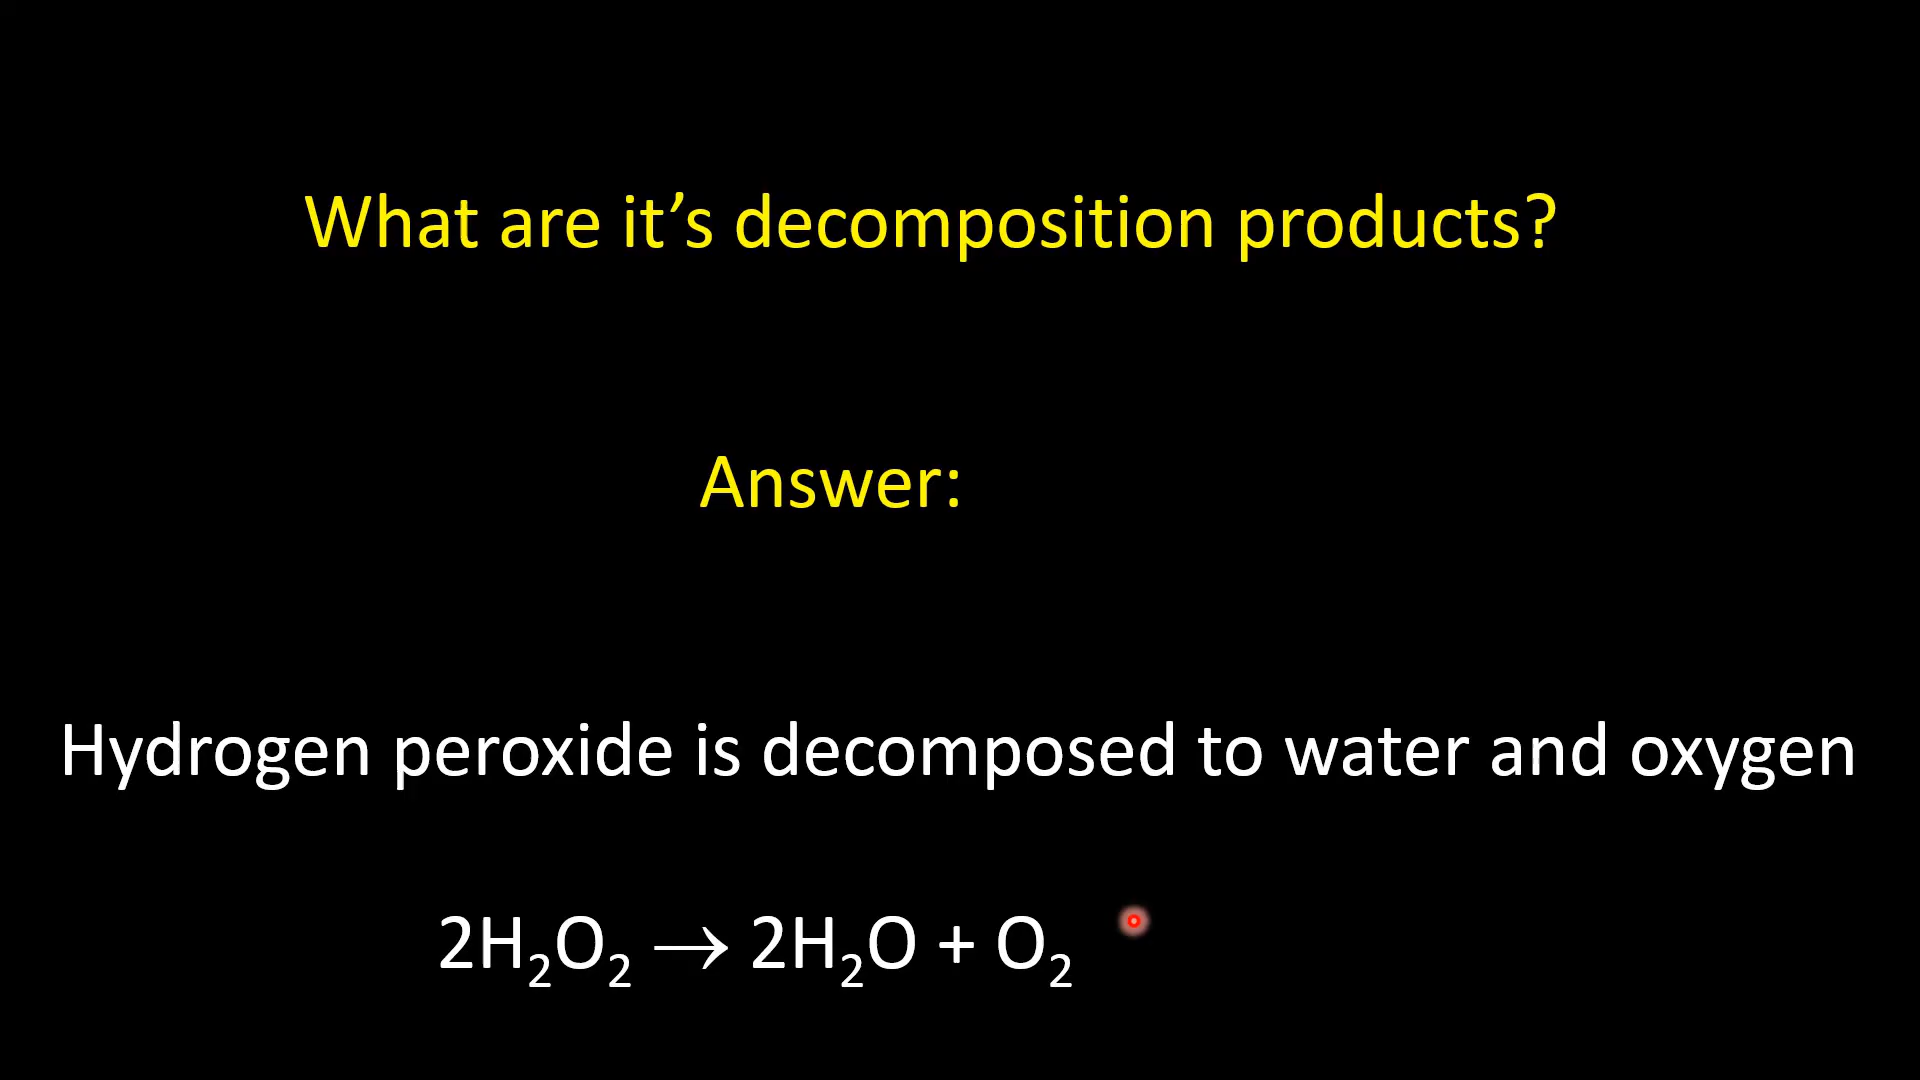 What are it’s decomposition products?
Answer:
Hydrogen peroxide is decomposed to water and oxygen
2H₂O₂ → 2H₂O + O₂